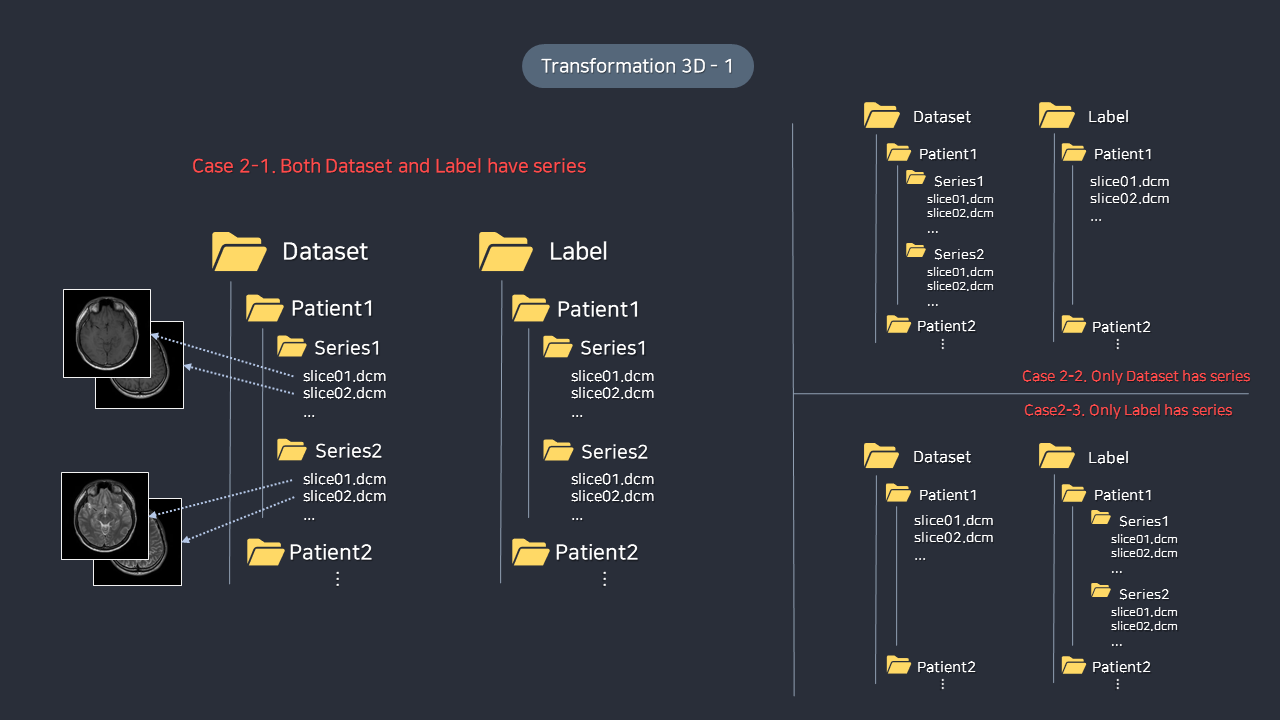 Transformation 3D - 1
Case 2-1. Both Dataset and Label have series
Dataset
Patient1
Series1
slice01.dcm
slice02.dcm
...
Series2
slice01.dcm
slice02.dcm
...
Patient2
⋮
Label
Patient1
Series1
slice01.dcm
slice02.dcm
...
Series2
slice01.dcm
slice02.dcm
...
Patient2
⋮
Dataset
Patient1
Series1
slice01.dcm
slice02.dcm
...
Series2
slice01.dcm
slice02.dcm
...
Patient2
⋮
Label
Patient1
slice01.dcm
slice02.dcm
...
Patient2
⋮
Case 2-2. Only Dataset has series
Case2-3. Only Label has series
Dataset
Patient1
slice01.dcm
slice02.dcm
...
Patient2
⋮
Label
Patient1
Series1
slice01.dcm
slice02.dcm
...
Series2
slice01.dcm
slice02.dcm
...
Patient2
⋮